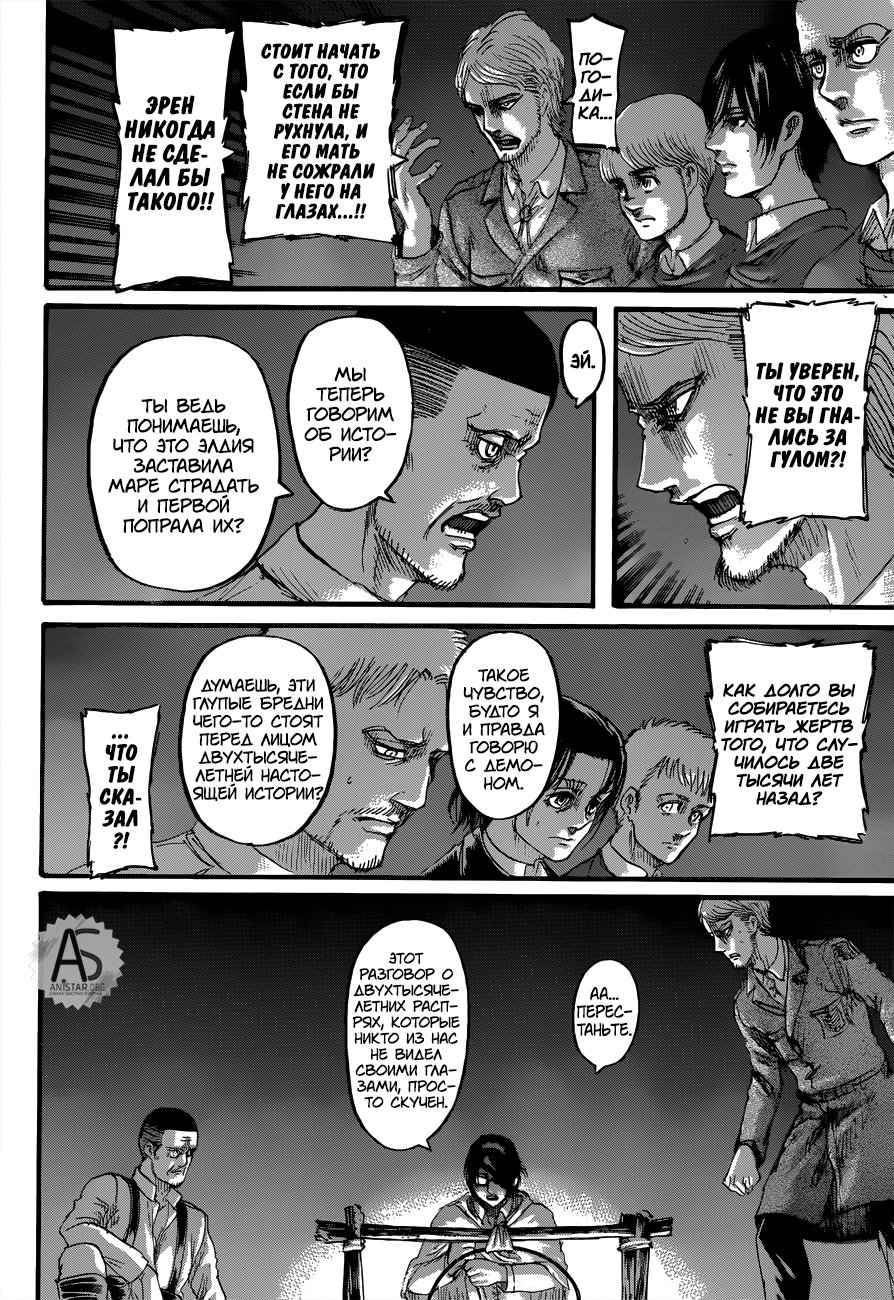 ПО-
ГО-
ДИ-
КА...
СТОИТ НАЧАТЬ
С ТОГО, ЧТО
ЕСЛИ БЫ
СТЕНА НЕ
РУХНУЛА, И
ЕГО МАТЬ
НЕ СОЖРАЛИ
У НЕГО НА
ГЛАЗАХ...!!
ЭРЕН
НИКОГДА
НЕ СДЕ-
ЛАЛ БЫ
ТАКОГО!!
ТЫ УВЕРЕН,
ЧТО ЭТО
НЕ ВЫ ГНА-
ЛИСЬ ЗА
ГУЛОМ?!
ЭЙ.
МЫ
ТЕПЕРЬ
ГОВОРИМ
ОБ ИСТО-
РИИ?
ТЫ ВЕДЬ
ПОНИМАЕШЬ,
ЧТО ЭТО ЭЛДИЯ
ЗАСТАВИЛА
МАРЕ СТРАДАТЬ
И ПЕРВОЙ
ПОПРАЛА ИХ?
КАК ДОЛГО ВЫ
СОБИРАЕТЕСЬ
ИГРАТЬ ЖЕРТВ
ТОГО, ЧТО СЛУ-
ЧИЛОСЬ ДВЕ
ТЫСЯЧИ ЛЕТ
НАЗАД?
ТАКОЕ
ЧУВСТВО,
БУДТО Я
И ПРАВДА
ГОВОРЮ
С ДЕМО-
НОМ.
ДУМАЕШЬ, ЭТИ
ГЛУПЫЕ БРЕДНИ
ЧЕГО-ТО СТОЯТ
ПЕРЕД ЛИЦОМ
ДВУХТЫСЯЧЕ-
ЛЕТНЕЙ НАСТО-
ЯЩЕЙ ИСТОРИИ?
...
ЧТО
ТЫ
СКА-
ЗАЛ
?!
АА...
ПЕРЕС-
ТАНЬТЕ.
ЭТОТ
РАЗГОВОР О
ДВУХТЫСЯЧЕ-
ЛЕТНИХ РАСП-
РЯХ, КОТОРЫЕ
НИКТО ИЗ НАС
НЕ ВИДЕЛ
СВОИМИ ГЛА-
ЗАМИ, ПРОС-
ТО СКУЧЕН.
AS
ANISTAR.ORG